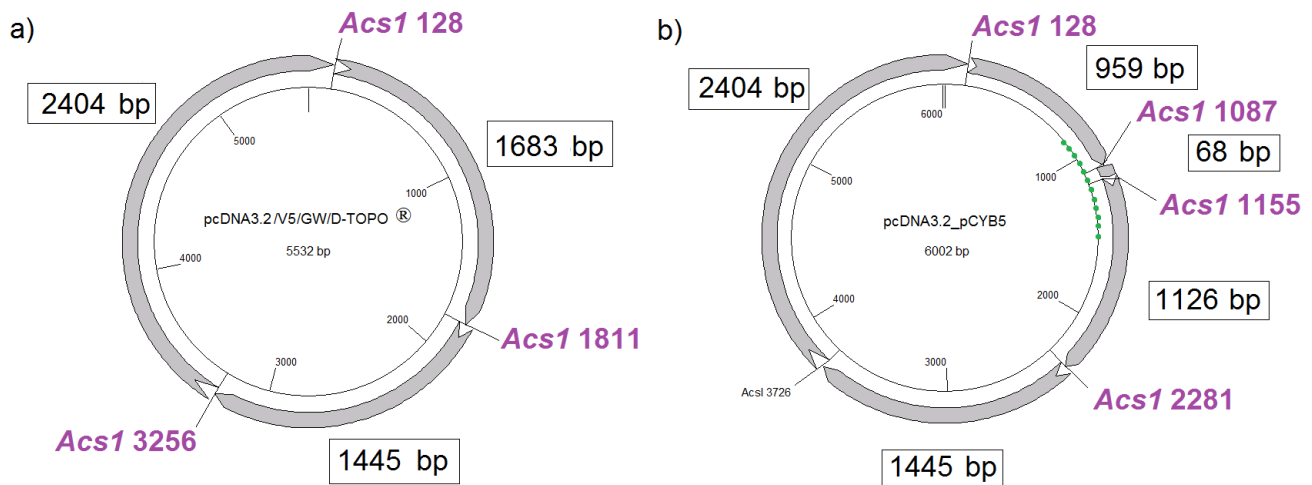 a)
Acs1 128
2404 bp
5000
1683 bp
1000
pcDNA3.2/V5/GW/D-TOPO ®
5532 bp
4000
2000
3000
Acs1 1811
Acs1 3256
1445 bp
b)
Acs1 128
2404 bp
959 bp
6000
Acs1 1087
68 bp
1000
5000
Acs1 1155
pcDNA3.2_pCYB5
6002 bp
1126 bp
4000
2000
3000
AcsI 3726
Acs1 2281
1445 bp